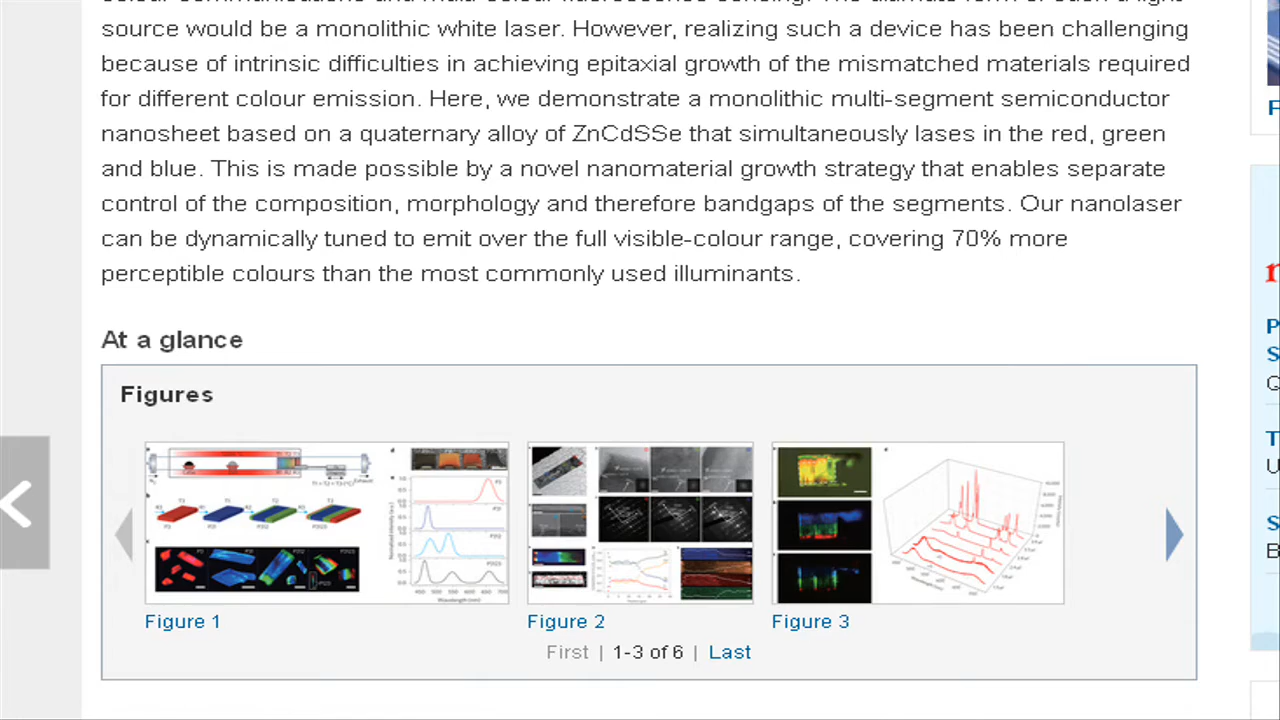 source would be a monolithic white laser. However, realizing such a device has been challenging
because of intrinsic difficulties in achieving epitaxial growth of the mismatched materials required
for different colour emission. Here, we demonstrate a monolithic multi-segment semiconductor
nanosheet based on a quaternary alloy of ZnCdSSe that simultaneously lases in the red, green
and blue. This is made possible by a novel nanomaterial growth strategy that enables separate
control of the composition, morphology and therefore bandgaps of the segments. Our nanolaser
can be dynamically tuned to emit over the full visible-colour range, covering 70% more
perceptible colours than the most commonly used illuminants.
At a glance
Figures
Figure 1
Figure 2
Figure 3
First | 1-3 of 6 | Last